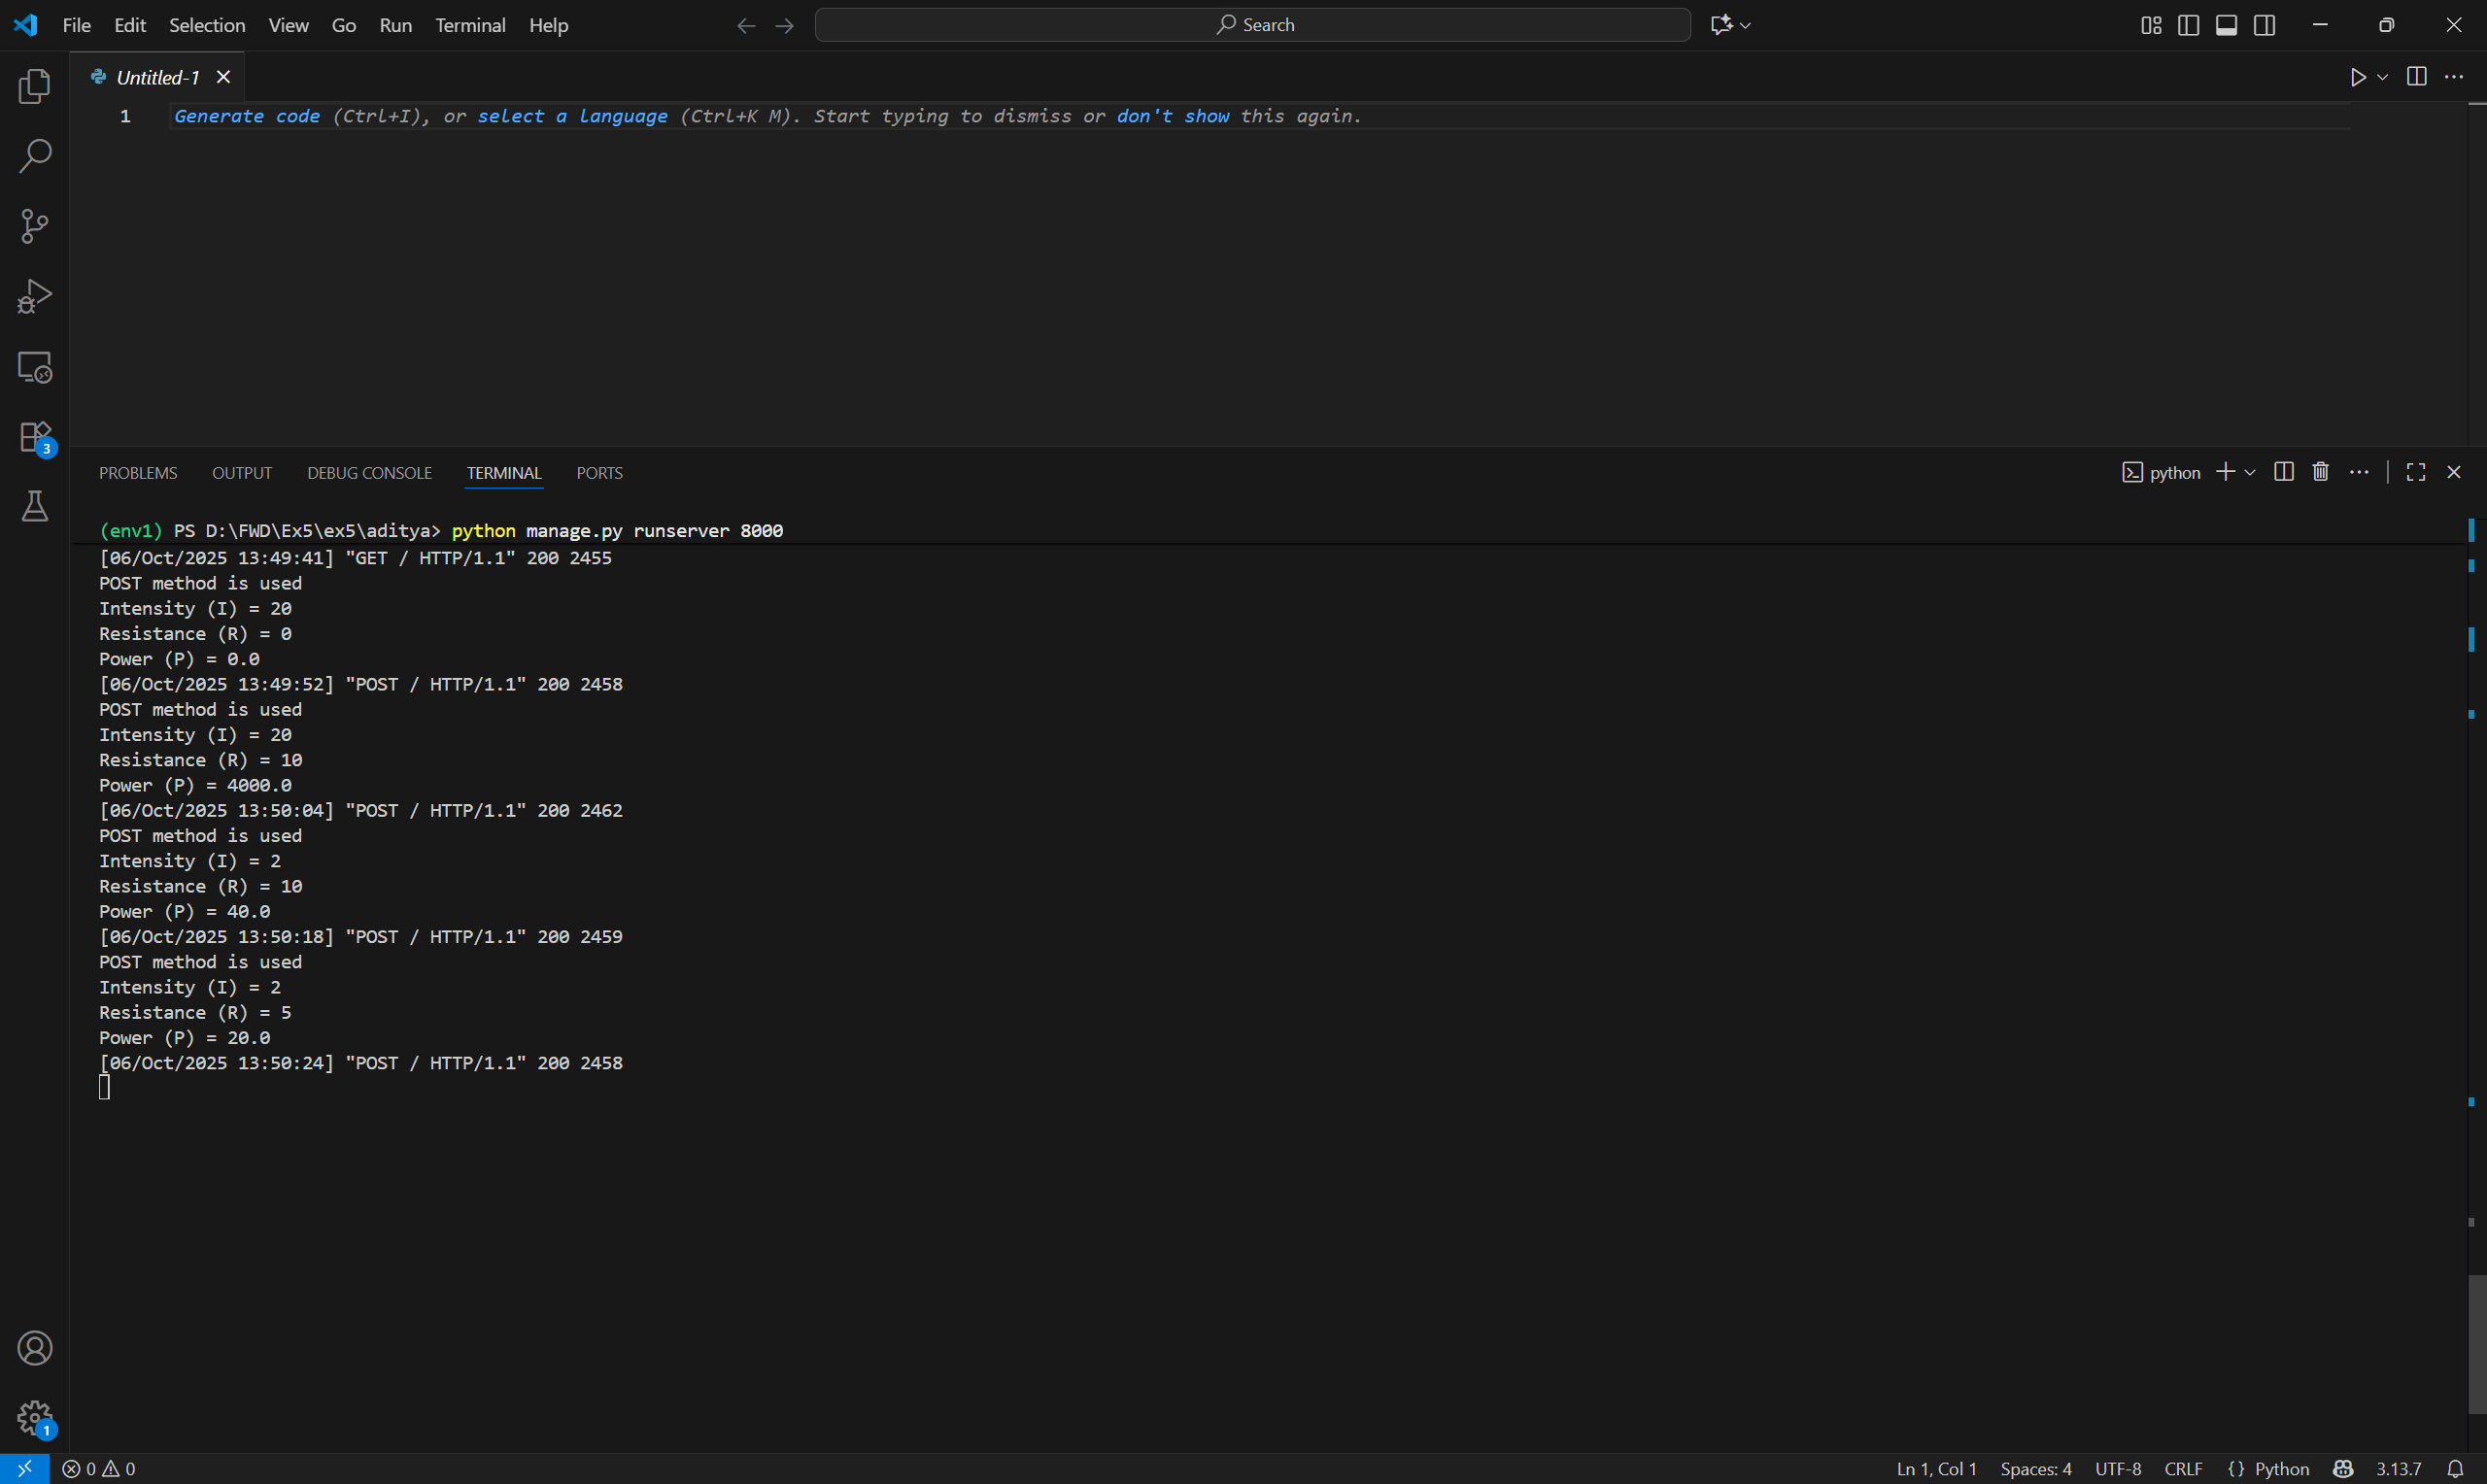 File Edit Selection View Go Run Terminal Help
Search
Untitled-1
1 Generate code (Ctrl+I), or select a language (Ctrl+K M). Start typing to dismiss or don't show this again.
3
PROBLEMS OUTPUT DEBUG CONSOLE TERMINAL PORTS
python
(env1) PS D:\FWD\Ex5\ex5\aditya> python manage.py runserver 8000
[06/Oct/2025 13:49:41] "GET / HTTP/1.1" 200 2455
POST method is used
Intensity (I) = 20
Resistance (R) = 0
Power (P) = 0.0
[06/Oct/2025 13:49:52] "POST / HTTP/1.1" 200 2458
POST method is used
Intensity (I) = 20
Resistance (R) = 10
Power (P) = 4000.0
[06/Oct/2025 13:50:04] "POST / HTTP/1.1" 200 2462
POST method is used
Intensity (I) = 2
Resistance (R) = 10
Power (P) = 40.0
[06/Oct/2025 13:50:18] "POST / HTTP/1.1" 200 2459
POST method is used
Intensity (I) = 2
Resistance (R) = 5
Power (P) = 20.0
[06/Oct/2025 13:50:24] "POST / HTTP/1.1" 200 2458
1
0 0 Ln 1, Col 1 Spaces: 4 UTF-8 CRLF {} Python 3.13.7